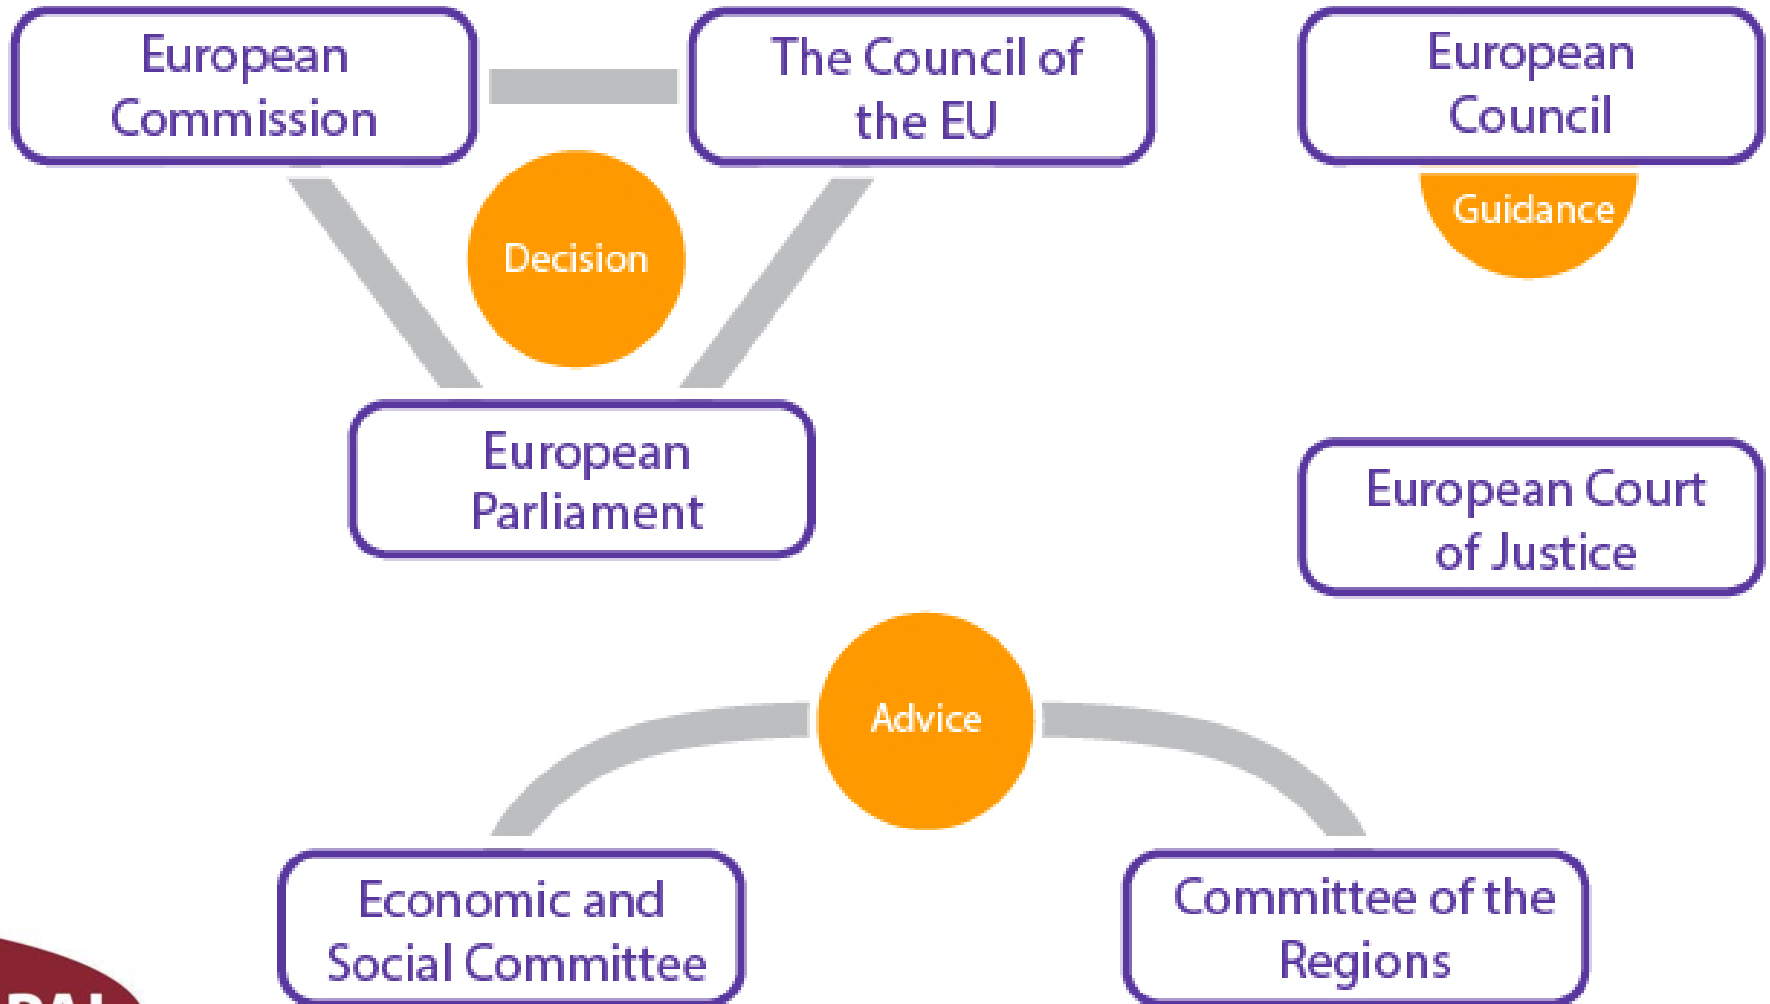 European
Commission
The Council of
the EU
European
Council
Guidance
Decision
European
Parliament
European Court
of Justice
Advice
Economic and
Social Committee
Committee of the
Regions